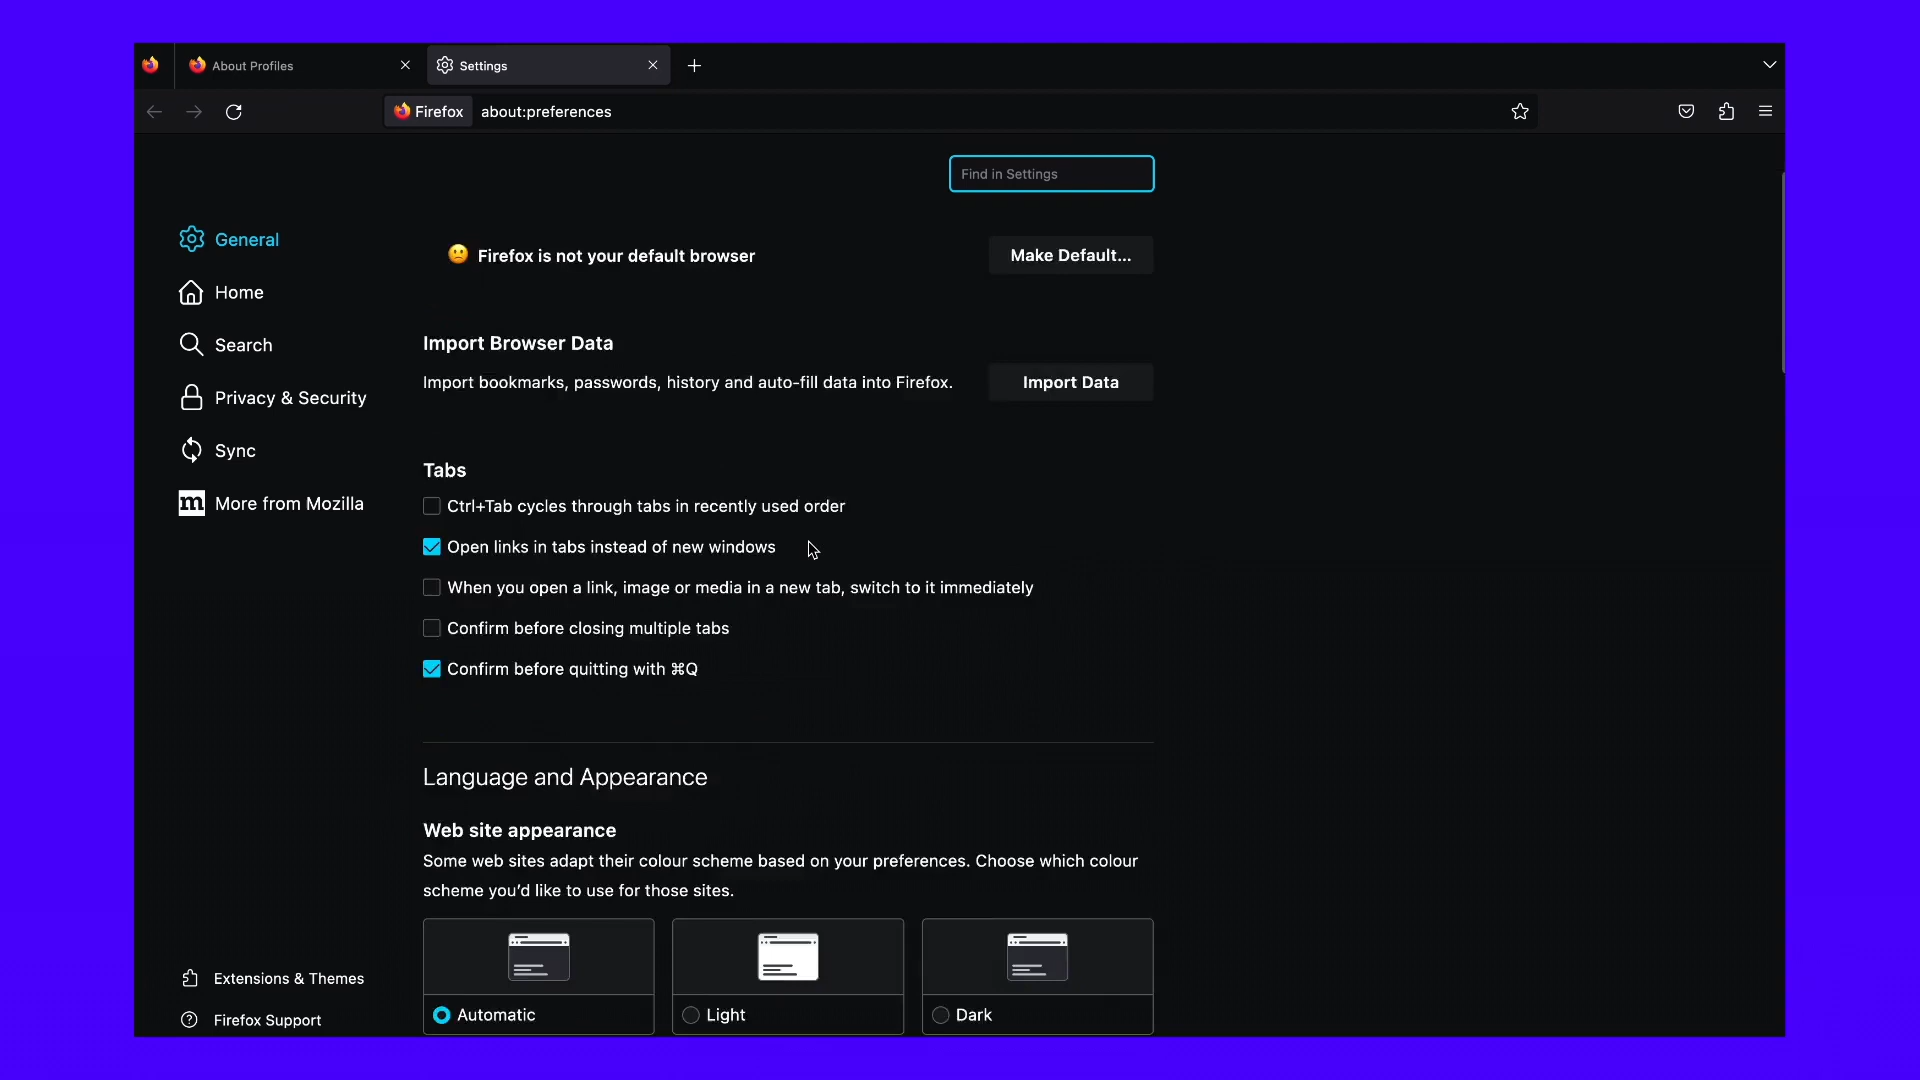 About Profiles
Settings
Firefox about:preferences
Find in Settings
General
Home
Search
Privacy & Security
Sync
m More from Mozilla
Extensions & Themes
Firefox Support
Firefox is not your default browser
Make Default...
Import Browser Data
Import bookmarks, passwords, history and auto-fill data into Firefox.
Import Data
Tabs
Ctrl+Tab cycles through tabs in recently used order
Open links in tabs instead of new windows
When you open a link, image or media in a new tab, switch to it immediately
Confirm before closing multiple tabs
Confirm before quitting with ⌘Q
Language and Appearance
Web site appearance
Some web sites adapt their colour scheme based on your preferences. Choose which colour
scheme you’d like to use for those sites.
Automatic
Light
Dark